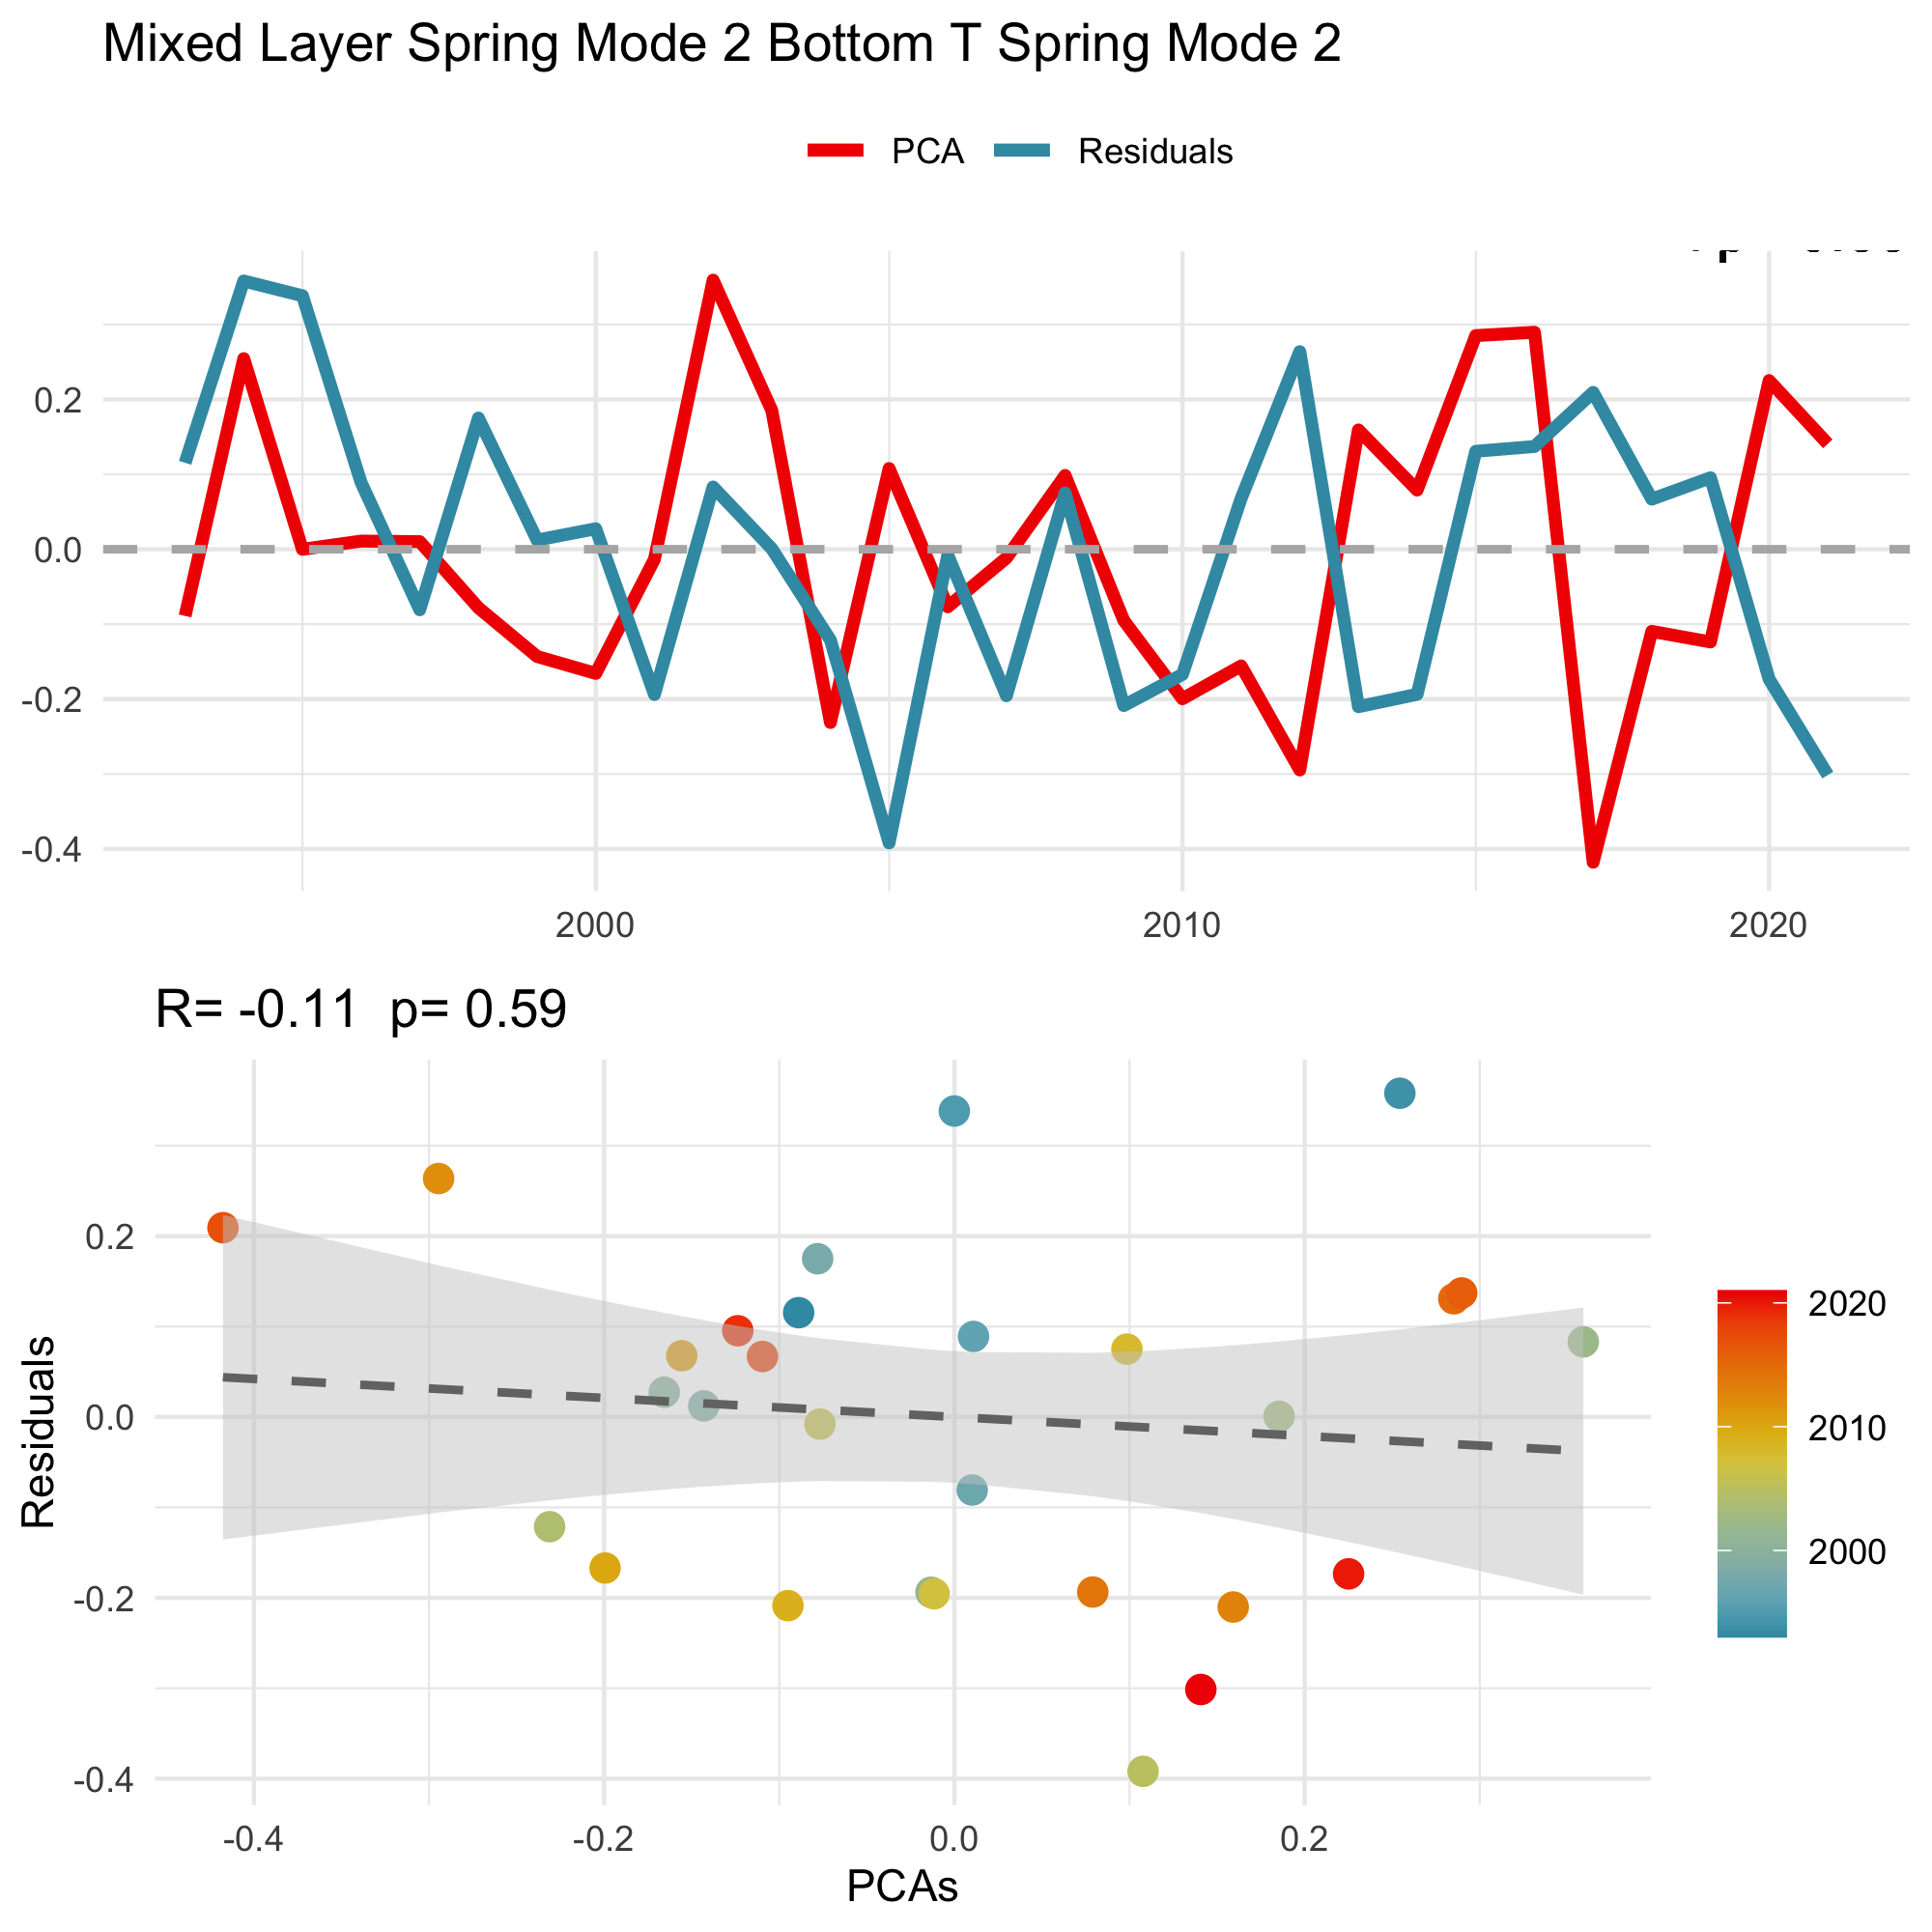 Mixed Layer Spring Mode 2 Bottom T Spring Mode 2
PCA Residuals
0.2
0.0
-0.2
-0.4
2000 2010 2020
R= -0.11 p= 0.59
Residuals
0.2
0.0
-0.2
-0.4
-0.4 -0.2 0.0 0.2
PCAs
2020
2010
2000